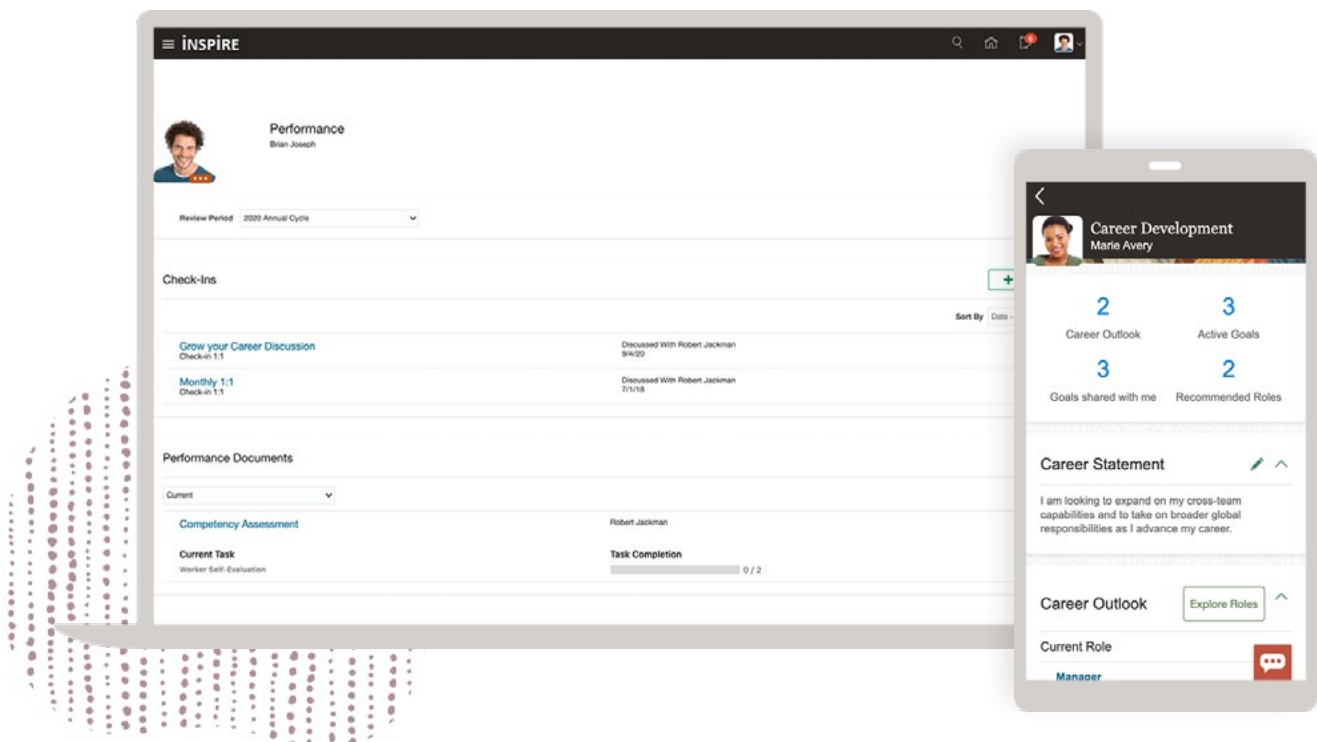 INSPIRE
6
Performance
Brian Joseph
Review Period 2020 Annual Cycle
Check-Ins
+
Sort By Date -
Grow your Career Discussion
Check-in 1:1
Discussed With Robert Jackman
9/4/20
Monthly 1:1
Check-in 1:1
Discussed With Robert Jackman
7/1/18
Performance Documents
Current
Competency Assessment
Robert Jackman
Current Task
Worker Self-Evaluation
Task Completion
0 / 2
Career Development
Marie Avery
2
Career Outlook
3
Active Goals
3
Goals shared with me
2
Recommended Roles
Career Statement
I am looking to expand on my cross-team
capabilities and to take on broader global
responsibilities as I advance my career.
Career Outlook
Explore Roles
Current Role
Manager